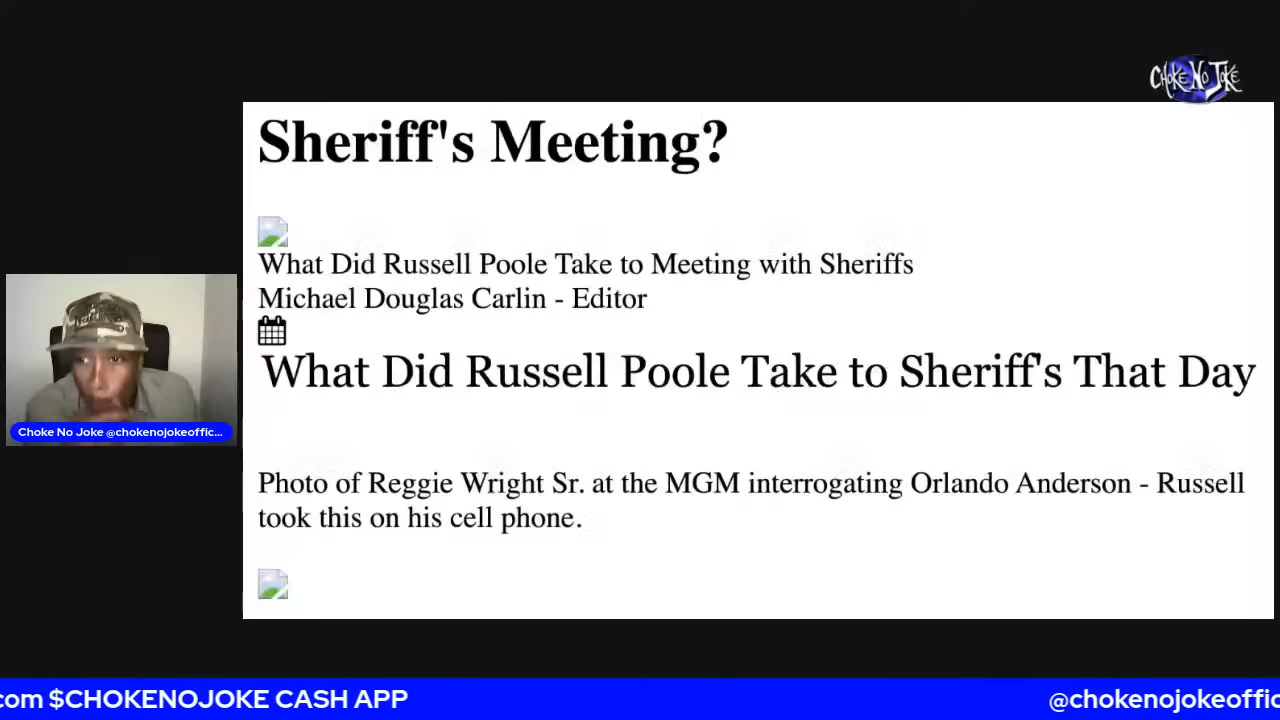 CHOKE NO JOKE
Sheriff's Meeting?
What Did Russell Poole Take to Meeting with Sheriffs
Michael Douglas Carlin - Editor
What Did Russell Poole Take to Sheriff's That Day
Photo of Reggie Wright Sr. at the MGM interrogating Orlando Anderson - Russell
took this on his cell phone.
Choke No Joke @chokenojokeoffic...
com $CHOKENOJOKE CASH APP
@chokenojokeoffic